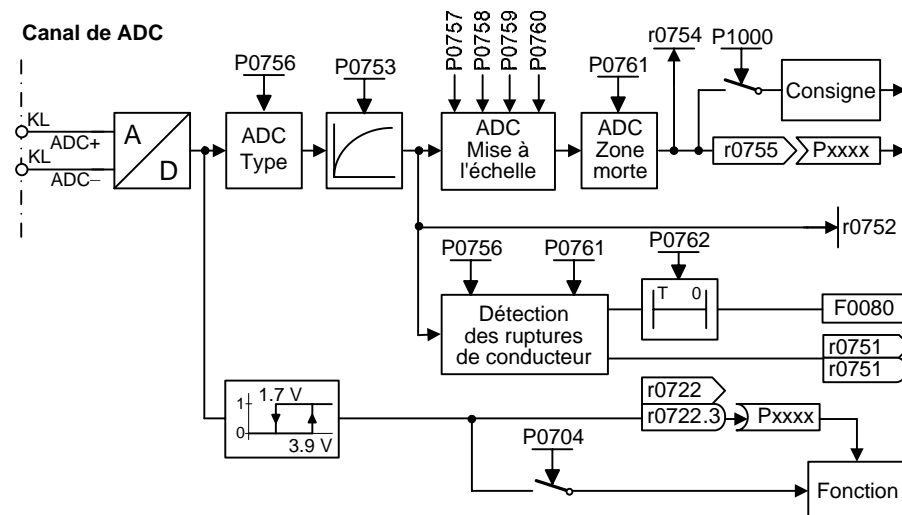 Canal de ADC
P0757
P0758
P0759
P0760
r0754
P1000
P0756
P0753
P0761
KL
ADC+
KL
ADC−
A
D
ADC
Type
ADC
Mise à
l'échelle
ADC
Zone
morte
Consigne
r0755
Pxxxx
r0752
P0756
P0761
P0762
Détection
des ruptures
de conducteur
T 0
F0080
r0751
r0751
1.7 V
1
0
3.9 V
r0722
r0722.3
Pxxxx
P0704
Fonction